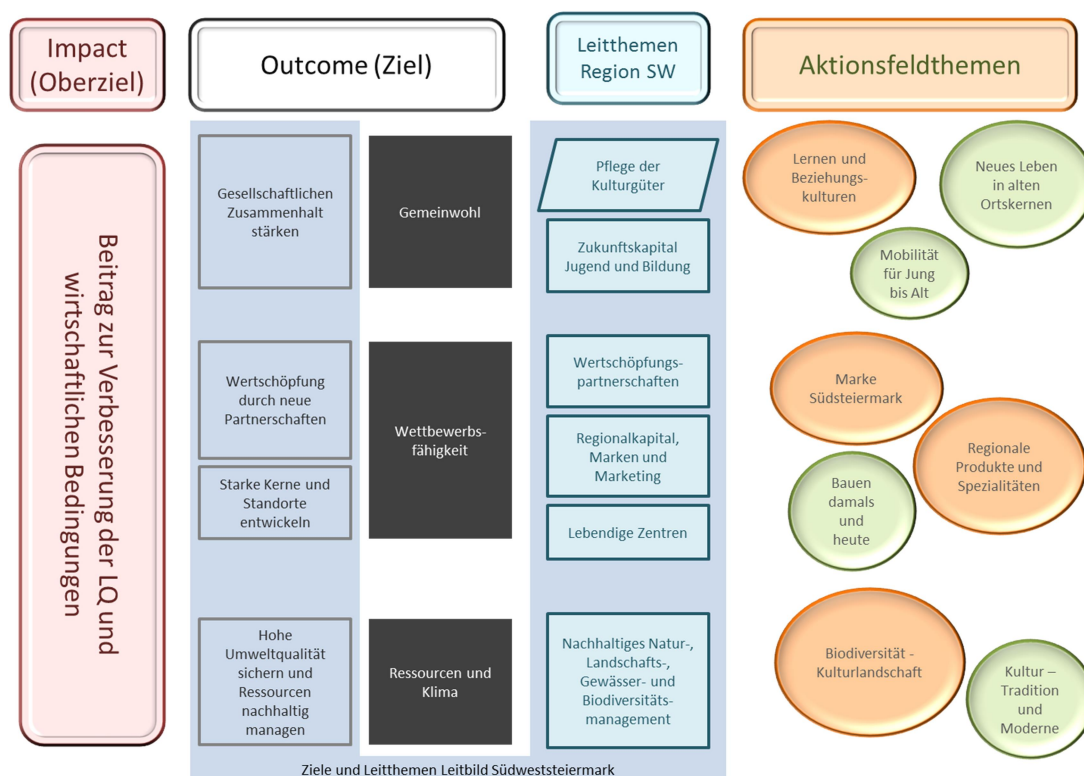 Impact
(Oberziel)
Outcome (Ziel)
Leitthemen
Region SW
Aktionsfeldthemen
Beitrag zur Verbesserung der LQ und
wirtschaftlichen Bedingungen
Gesellschaftlichen
Zusammenhalt
stärken
Gemeinwohl
Pflege der
Kulturgüter
Zukunftskapital
Jugend und Bildung
Lernen und
Beziehungs-
kulturen
Neues Leben
in alten
Ortskernen
Mobilität
für Jung
bis Alt
Wertschöpfung
durch neue
Partnerschaften
Starke Kerne und
Standorte
entwickeln
Wettbewerbs-
fähigkeit
Wertschöpfungs-
partnerschaften
Regionalkapital,
Marken und
Marketing
Lebendige Zentren
Marke
Südsteiermark
Regionale
Produkte und
Spezialitäten
Bauen
damals
und
heute
Hohe
Umweltqualität
sichern und
Ressourcen
nachhaltig
managen
Ressourcen und
Klima
Nachhaltiges Natur-,
Landschafts-,
Gewässer- und
Biodiversitäts-
management
Biodiversität -
Kulturlandschaft
Kultur –
Tradition
und
Moderne
Ziele und Leitthemen Leitbild Südweststeiermark